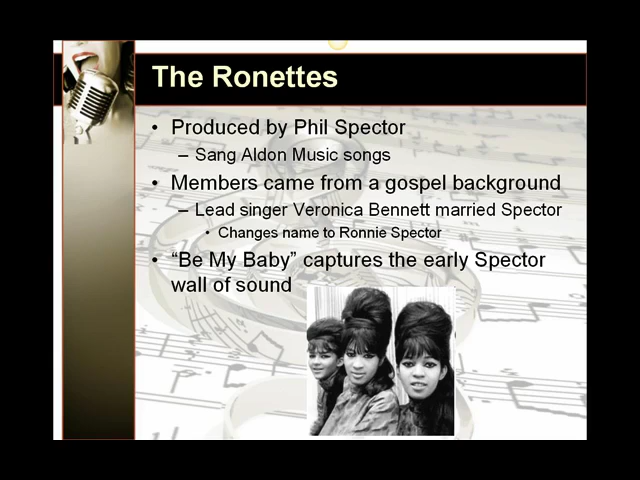 The Ronettes
• Produced by Phil Spector
– Sang Aldon Music songs
• Members came from a gospel background
– Lead singer Veronica Bennett married Spector
• Changes name to Ronnie Spector
• “Be My Baby” captures the early Spector
wall of sound